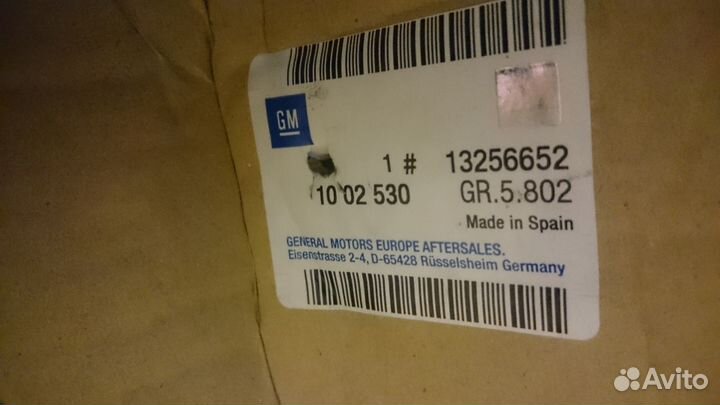 GM
1 # 13256652
10 02 530 GR.5.802
Made in Spain
GENERAL MOTORS EUROPE AFTERSALES.
Eisenstrasse 2-4, D-65428 Rüsselsheim Germany
Avito